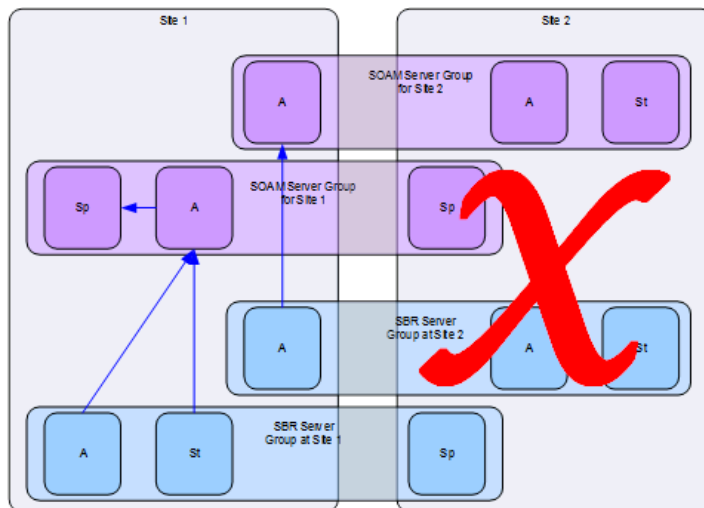 Site 1
Site 2
SOAM Server Group
for Site 2
A
A
St
SOAM Server Group
for Site 1
Sp
A
Sp
SBR Server
Group at Site 2
A
A
St
SBR Server
Group at Site 1
A
St
Sp
X